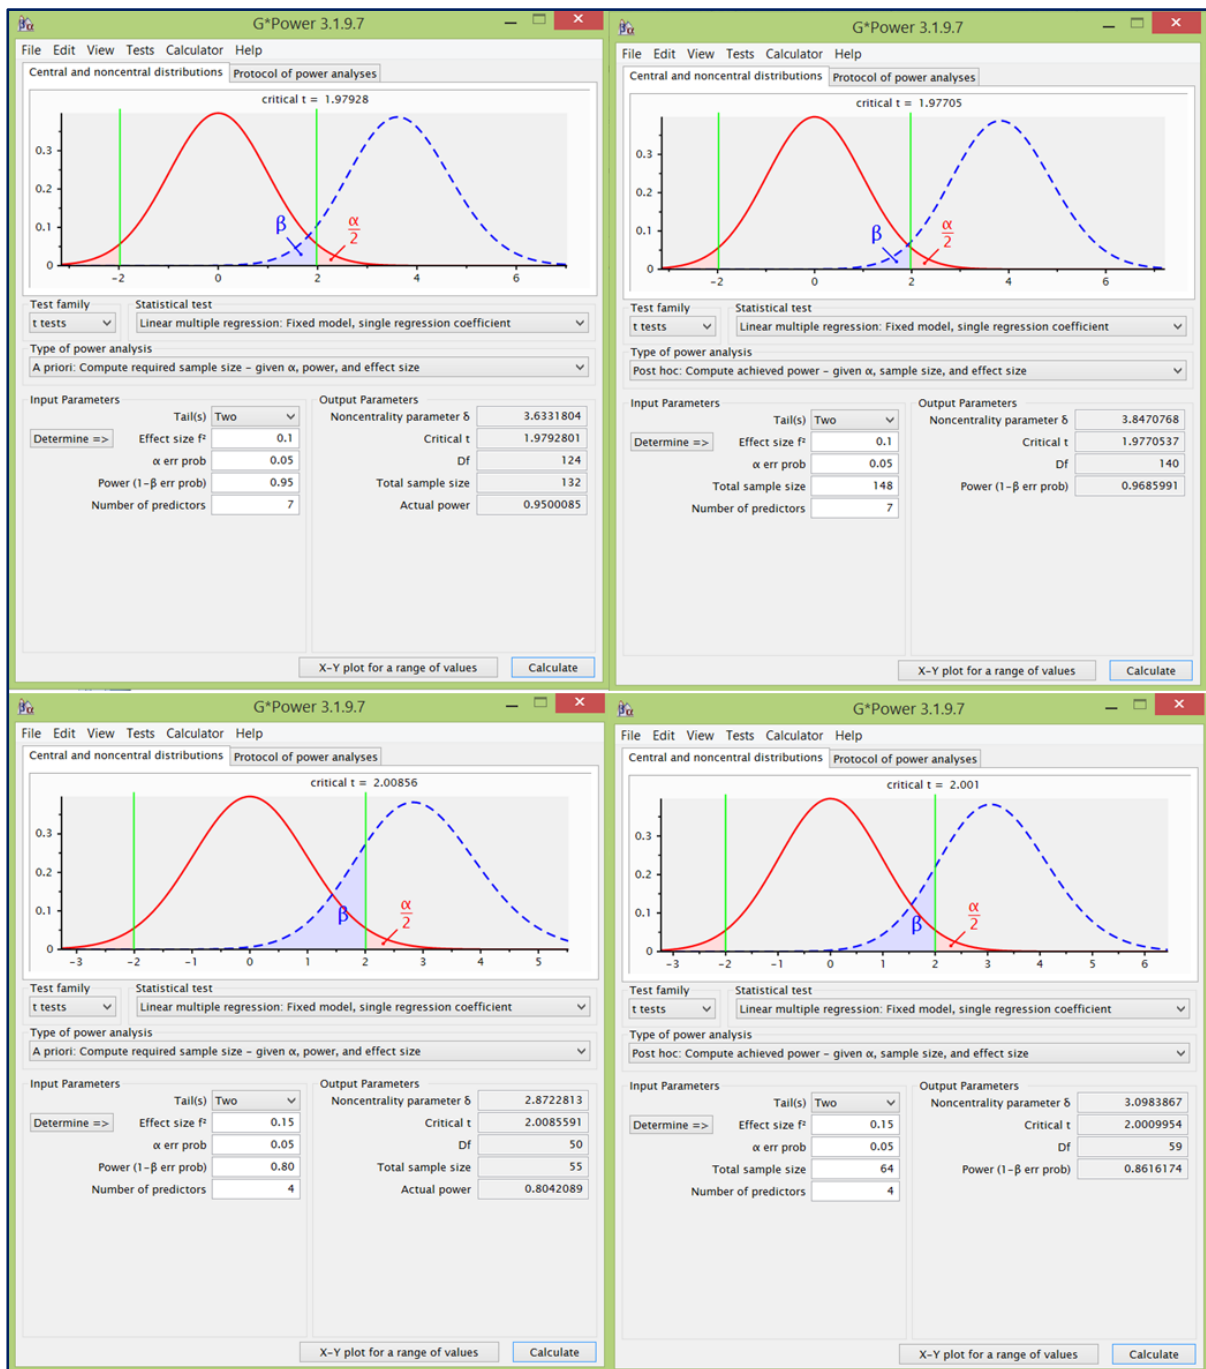 G*Power 3.1.9.7
File Edit View Tests Calculator Help
Central and noncentral distributions Protocol of power analyses
critical t = 1.97928
0.3
0.2
0.1
0
β
α
2
-2 0 2 4 6
Test family Statistical test
t tests Linear multiple regression: Fixed model, single regression coefficient
Type of power analysis
A priori: Compute required sample size – given α, power, and effect size
Input Parameters Output Parameters
Tail(s) Two Noncentrality parameter δ 3.6331804
Determine => Effect size f² 0.1 Critical t 1.9792801
α err prob 0.05 Df 124
Power (1-β err prob) 0.95 Total sample size 132
Number of predictors 7 Actual power 0.9500085
X-Y plot for a range of values Calculate
G*Power 3.1.9.7
File Edit View Tests Calculator Help
Central and noncentral distributions Protocol of power analyses
critical t = 1.97705
0.3
0.2
0.1
0
β
α
2
-2 0 2 4 6
Test family Statistical test
t tests Linear multiple regression: Fixed model, single regression coefficient
Type of power analysis
Post hoc: Compute achieved power – given α, sample size, and effect size
Input Parameters Output Parameters
Tail(s) Two Noncentrality parameter δ 3.8470768
Determine => Effect size f² 0.1 Critical t 1.9770537
α err prob 0.05 Df 140
Total sample size 148 Power (1-β err prob) 0.9685991
Number of predictors 7
X-Y plot for a range of values Calculate
G*Power 3.1.9.7
File Edit View Tests Calculator Help
Central and noncentral distributions Protocol of power analyses
critical t = 2.00856
0.3
0.2
0.1
0
β
α
2
-3 -2 -1 0 1 2 3 4 5
Test family Statistical test
t tests Linear multiple regression: Fixed model, single regression coefficient
Type of power analysis
A priori: Compute required sample size – given α, power, and effect size
Input Parameters Output Parameters
Tail(s) Two Noncentrality parameter δ 2.8722813
Determine => Effect size f² 0.15 Critical t 2.0085591
α err prob 0.05 Df 50
Power (1-β err prob) 0.80 Total sample size 55
Number of predictors 4 Actual power 0.8042089
X-Y plot for a range of values Calculate
G*Power 3.1.9.7
File Edit View Tests Calculator Help
Central and noncentral distributions Protocol of power analyses
critical t = 2.001
0.3
0.2
0.1
0
β
α
2
-3 -2 -1 0 1 2 3 4 5 6
Test family Statistical test
t tests Linear multiple regression: Fixed model, single regression coefficient
Type of power analysis
Post hoc: Compute achieved power – given α, sample size, and effect size
Input Parameters Output Parameters
Tail(s) Two Noncentrality parameter δ 3.0983867
Determine => Effect size f² 0.15 Critical t 2.0009954
α err prob 0.05 Df 59
Total sample size 64 Power (1-β err prob) 0.8616174
Number of predictors 4
X-Y plot for a range of values Calculate